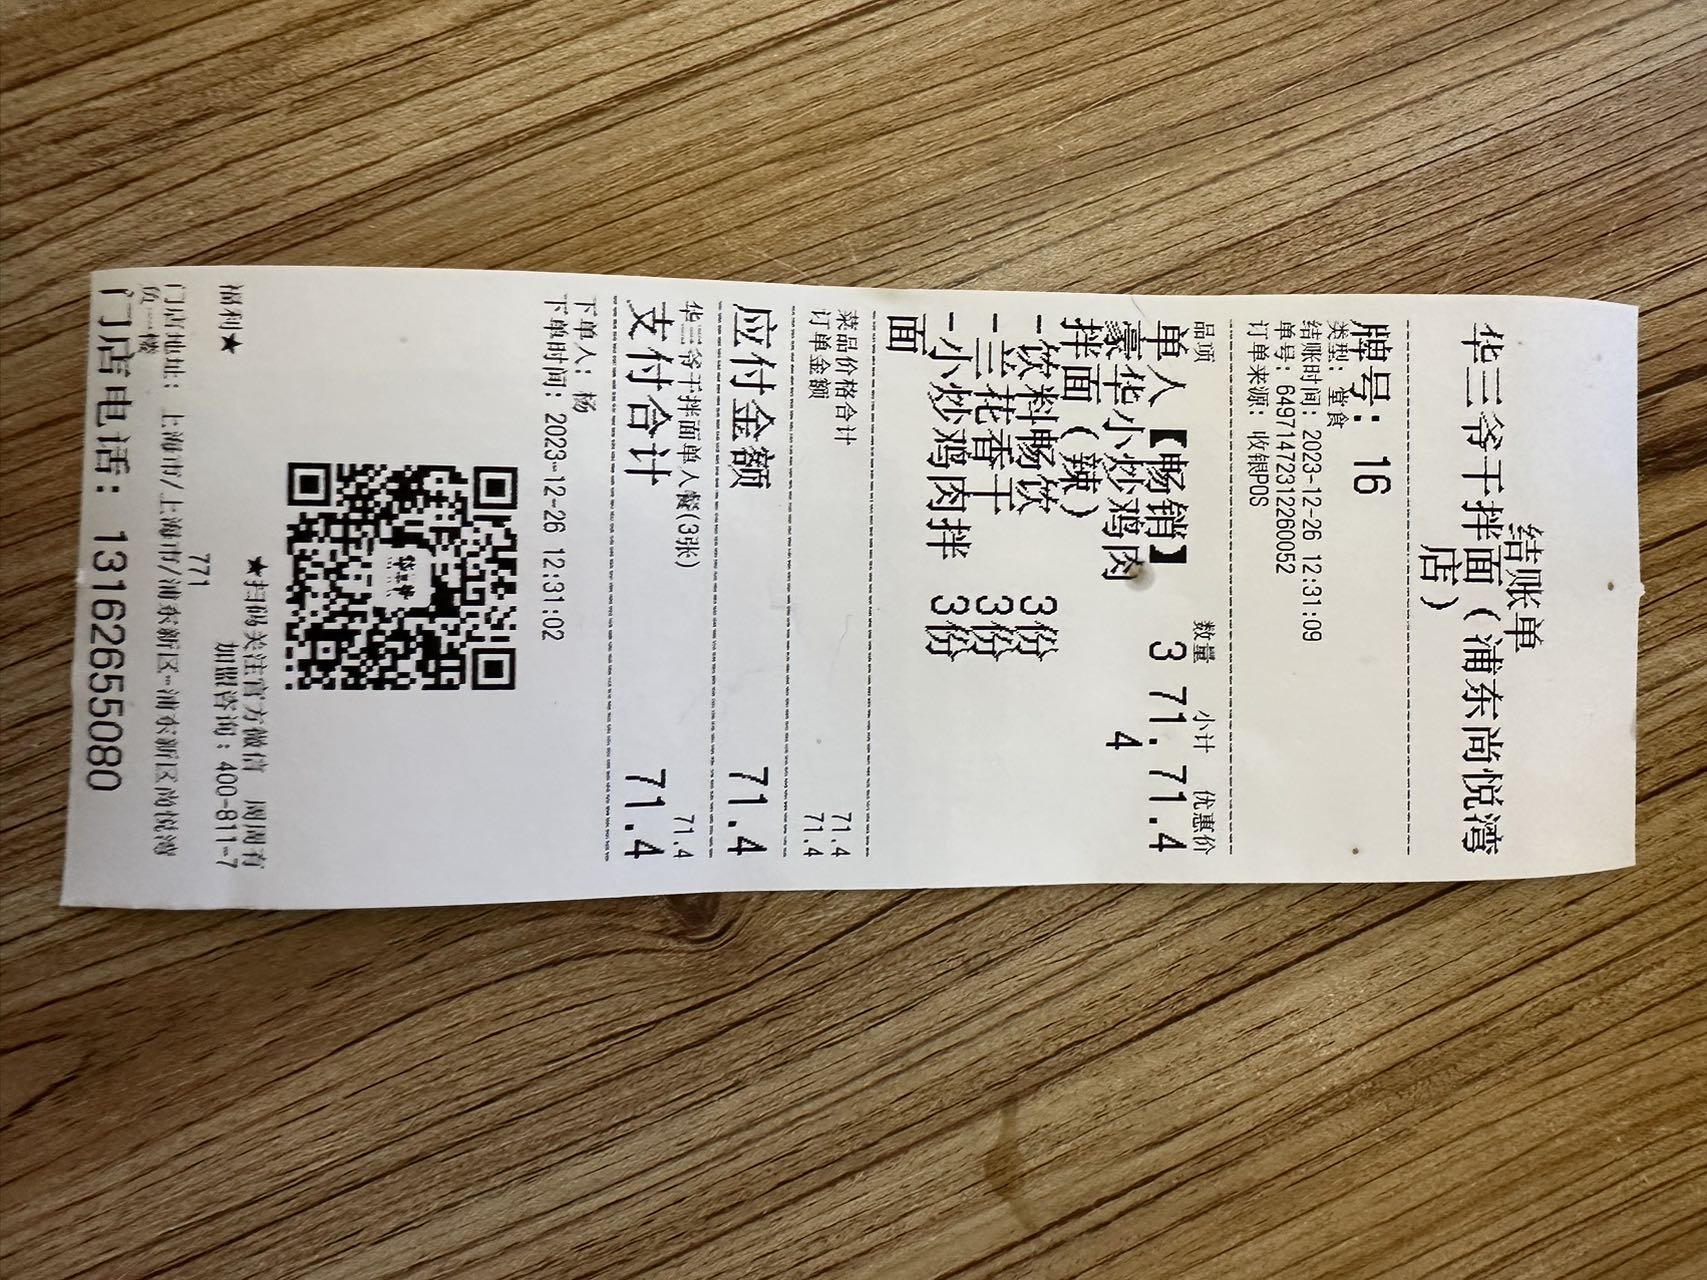 结账单
华三爷干拌面（浦东尚悦湾
店）
牌号：16
类型：堂食
结账时间：2023-12-26 12:31:09
单号：649714723122600​52
订单来源：收银POS
品项 数量 小计 优惠价
单人【畅销】 3 71. 71.4
豪华小炒鸡肉 4
拌面（辣）
-饮料畅饮 3份
-兰花香干 3份
-小炒鸡肉拌 3份
面
菜品价格合计 71.4
订单金额 71.4
应付金额 71.4
华三爷干拌面单人餐(3张) 71.4
支付合计 71.4
下单人：杨
下单时间：2023-12-26 12:31:02
★扫码关注官方微信 周周有
福利★
加盟咨询：400-811-7
771
门店地址：上海市/上海市/浦东新区-浦东新区尚悦湾
负一楼
门店电话：13162655080